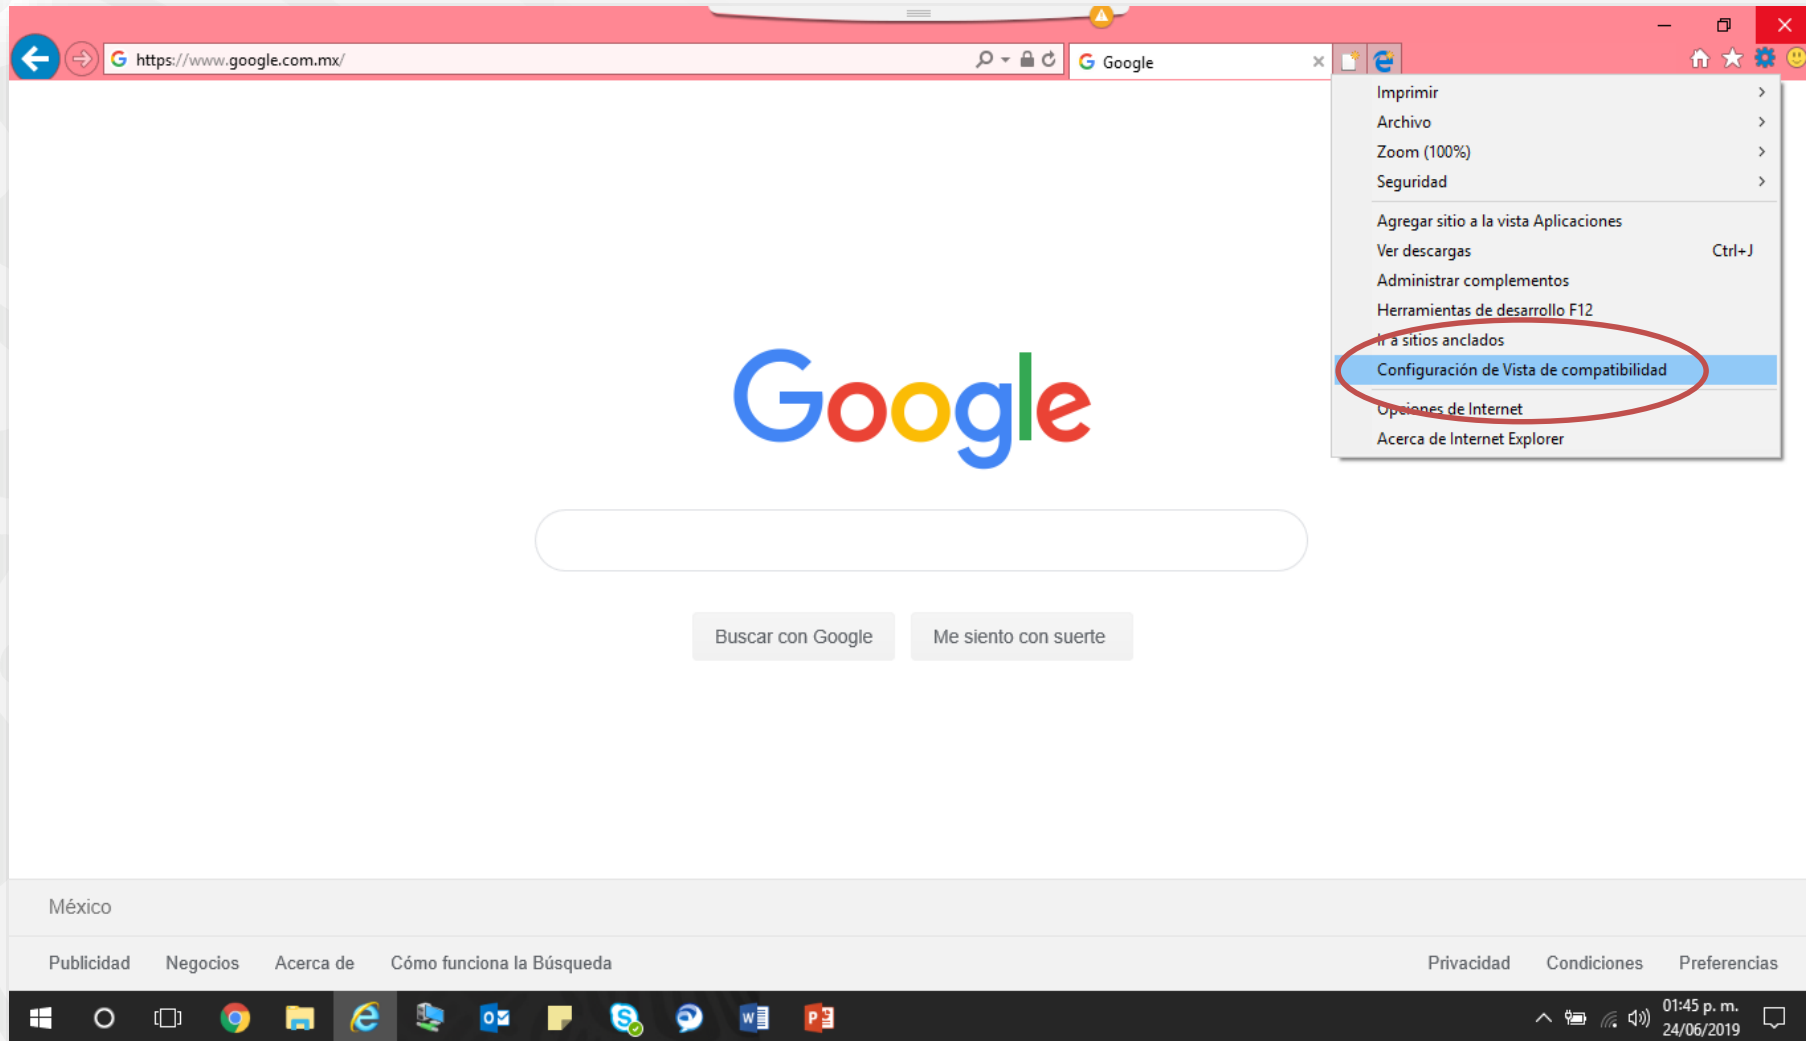 https://www.google.com.mx/
Google
Imprimir
Archivo
Zoom (100%)
Seguridad
Agregar sitio a la vista Aplicaciones
Ver descargas Ctrl+J
Administrar complementos
Herramientas de desarrollo F12
Ir a sitios anclados
Configuración de Vista de compatibilidad
Opciones de Internet
Acerca de Internet Explorer
Google
Buscar con Google Me siento con suerte
México
Publicidad Negocios Acerca de Cómo funciona la Búsqueda Privacidad Condiciones Preferencias
01:45 p. m.
24/06/2019